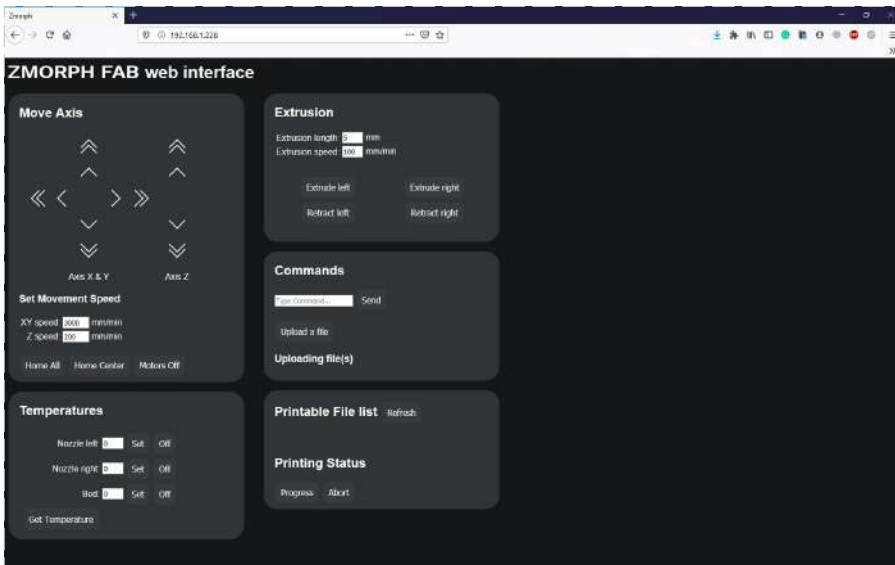 Zmorph
192.168.1.228
ZMORPH FAB web interface
Move Axis
Axis X & Y
Axis Z
Set Movement Speed
XY speed: 3000 mm/min
Z speed: 200 mm/min
Home All
Home Center
Motors Off
Temperatures
Nozzle left: 0 Set Off
Nozzle right: 0 Set Off
Bed: 0 Set Off
Get Temperature
Extrusion
Extrusion length: 5 mm
Extrusion speed: 100 mm/min
Extrude left
Extrude right
Retract left
Retract right
Commands
Type Command... Send
Upload a file
Uploading file(s)
Printable File list Refresh
Printing Status
Progress
Abort